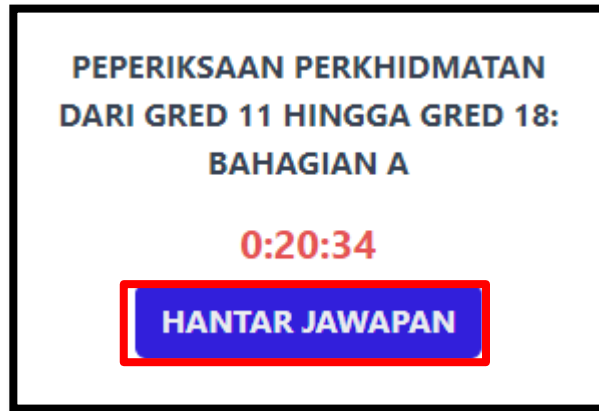 PEPERIKSAAN PERKHIDMATAN
DARI GRED 11 HINGGA GRED 18:
BAHAGIAN A
0:20:34
HANTAR JAWAPAN